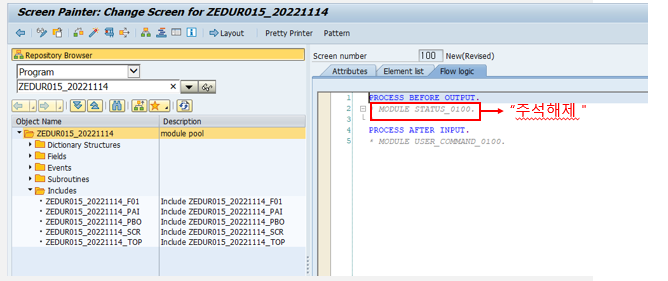 Screen Painter: Change Screen for ZEDUR015_20221114
Layout Pretty Printer Pattern
Repository Browser
Program
ZEDUR015_20221114
Object Name Description
ZEDUR015_20221114 module pool
Dictionary Structures
Fields
Events
Subroutines
Includes
ZEDUR015_20221114_F01 Include ZEDUR015_20221114_F01
ZEDUR015_20221114_PAI Include ZEDUR015_20221114_PAI
ZEDUR015_20221114_PBO Include ZEDUR015_20221114_PBO
ZEDUR015_20221114_SCR Include ZEDUR015_20221114_SCR
ZEDUR015_20221114_TOP Include ZEDUR015_20221114_TOP
Screen number 100 New(Revised)
Attributes Element list Flow logic
1 PROCESS BEFORE OUTPUT.
2 MODULE STATUS_0100.
3
4 PROCESS AFTER INPUT.
5 * MODULE USER_COMMAND_0100.
"주석해제 "